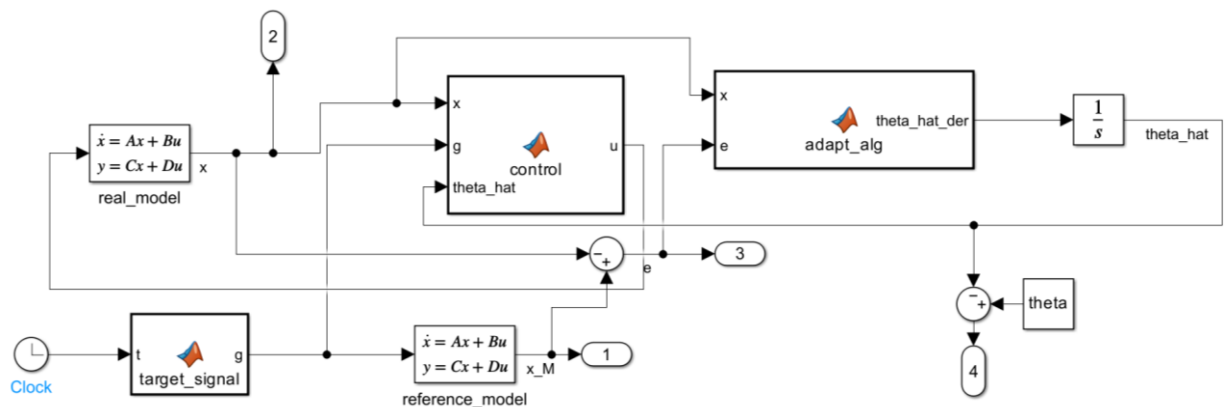 2
x
g
theta_hat
u
control
x
e
theta_hat_der
adapt_alg
1
s
theta_hat
ẋ = Ax + Bu
y = Cx + Du
x
real_model
−
+
e
3
−
+
theta
4
Clock
t
g
target_signal
ẋ = Ax + Bu
y = Cx + Du
x_M
reference_model
1